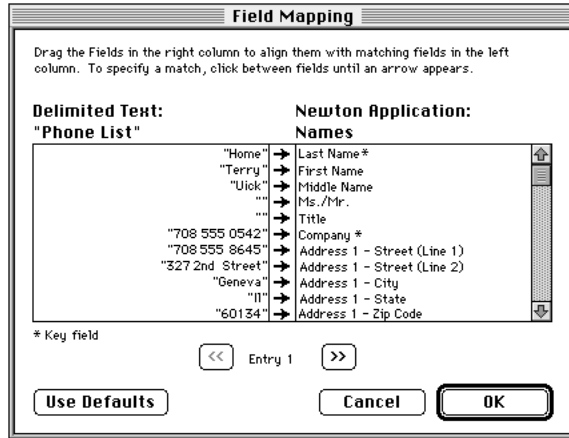 Field Mapping
Drag the Fields in the right column to align them with matching fields in the left
column. To specify a match, click between fields until an arrow appears.
Delimited Text: Newton Application:
"Phone List" Names
"Home" → Last Name*
"Terry" → First Name
"Uick" → Middle Name
"" → Ms./Mr.
"" → Title
"708 555 0542" → Company *
"708 555 8645" → Address 1 - Street (Line 1)
"327 2nd Street" → Address 1 - Street (Line 2)
"Geneva" → Address 1 - City
"Il" → Address 1 - State
"60134" → Address 1 - Zip Code
* Key field
<< Entry 1 >>
Use Defaults Cancel OK